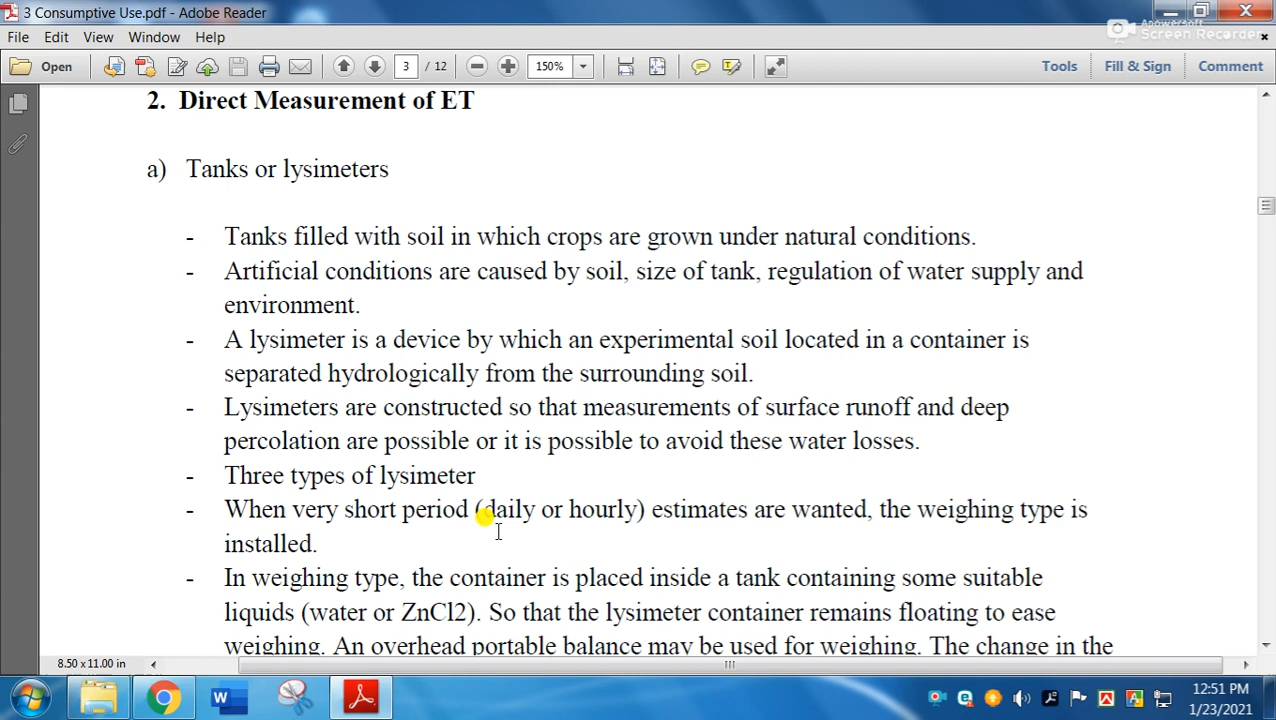 3 Consumptive Use.pdf - Adobe Reader
Apowersoft
Screen Recorder
File Edit View Window Help
Open 3 / 12 150% Tools Fill & Sign Comment
2. Direct Measurement of ET
a) Tanks or lysimeters
- Tanks filled with soil in which crops are grown under natural conditions.
- Artificial conditions are caused by soil, size of tank, regulation of water supply and
environment.
- A lysimeter is a device by which an experimental soil located in a container is
separated hydrologically from the surrounding soil.
- Lysimeters are constructed so that measurements of surface runoff and deep
percolation are possible or it is possible to avoid these water losses.
- Three types of lysimeter
- When very short period (daily or hourly) estimates are wanted, the weighing type is
installed.
- In weighing type, the container is placed inside a tank containing some suitable
liquids (water or ZnCl2). So that the lysimeter container remains floating to ease
weighing. An overhead portable balance may be used for weighing. The change in the
8.50 x 11.00 in
12:51 PM
1/23/2021